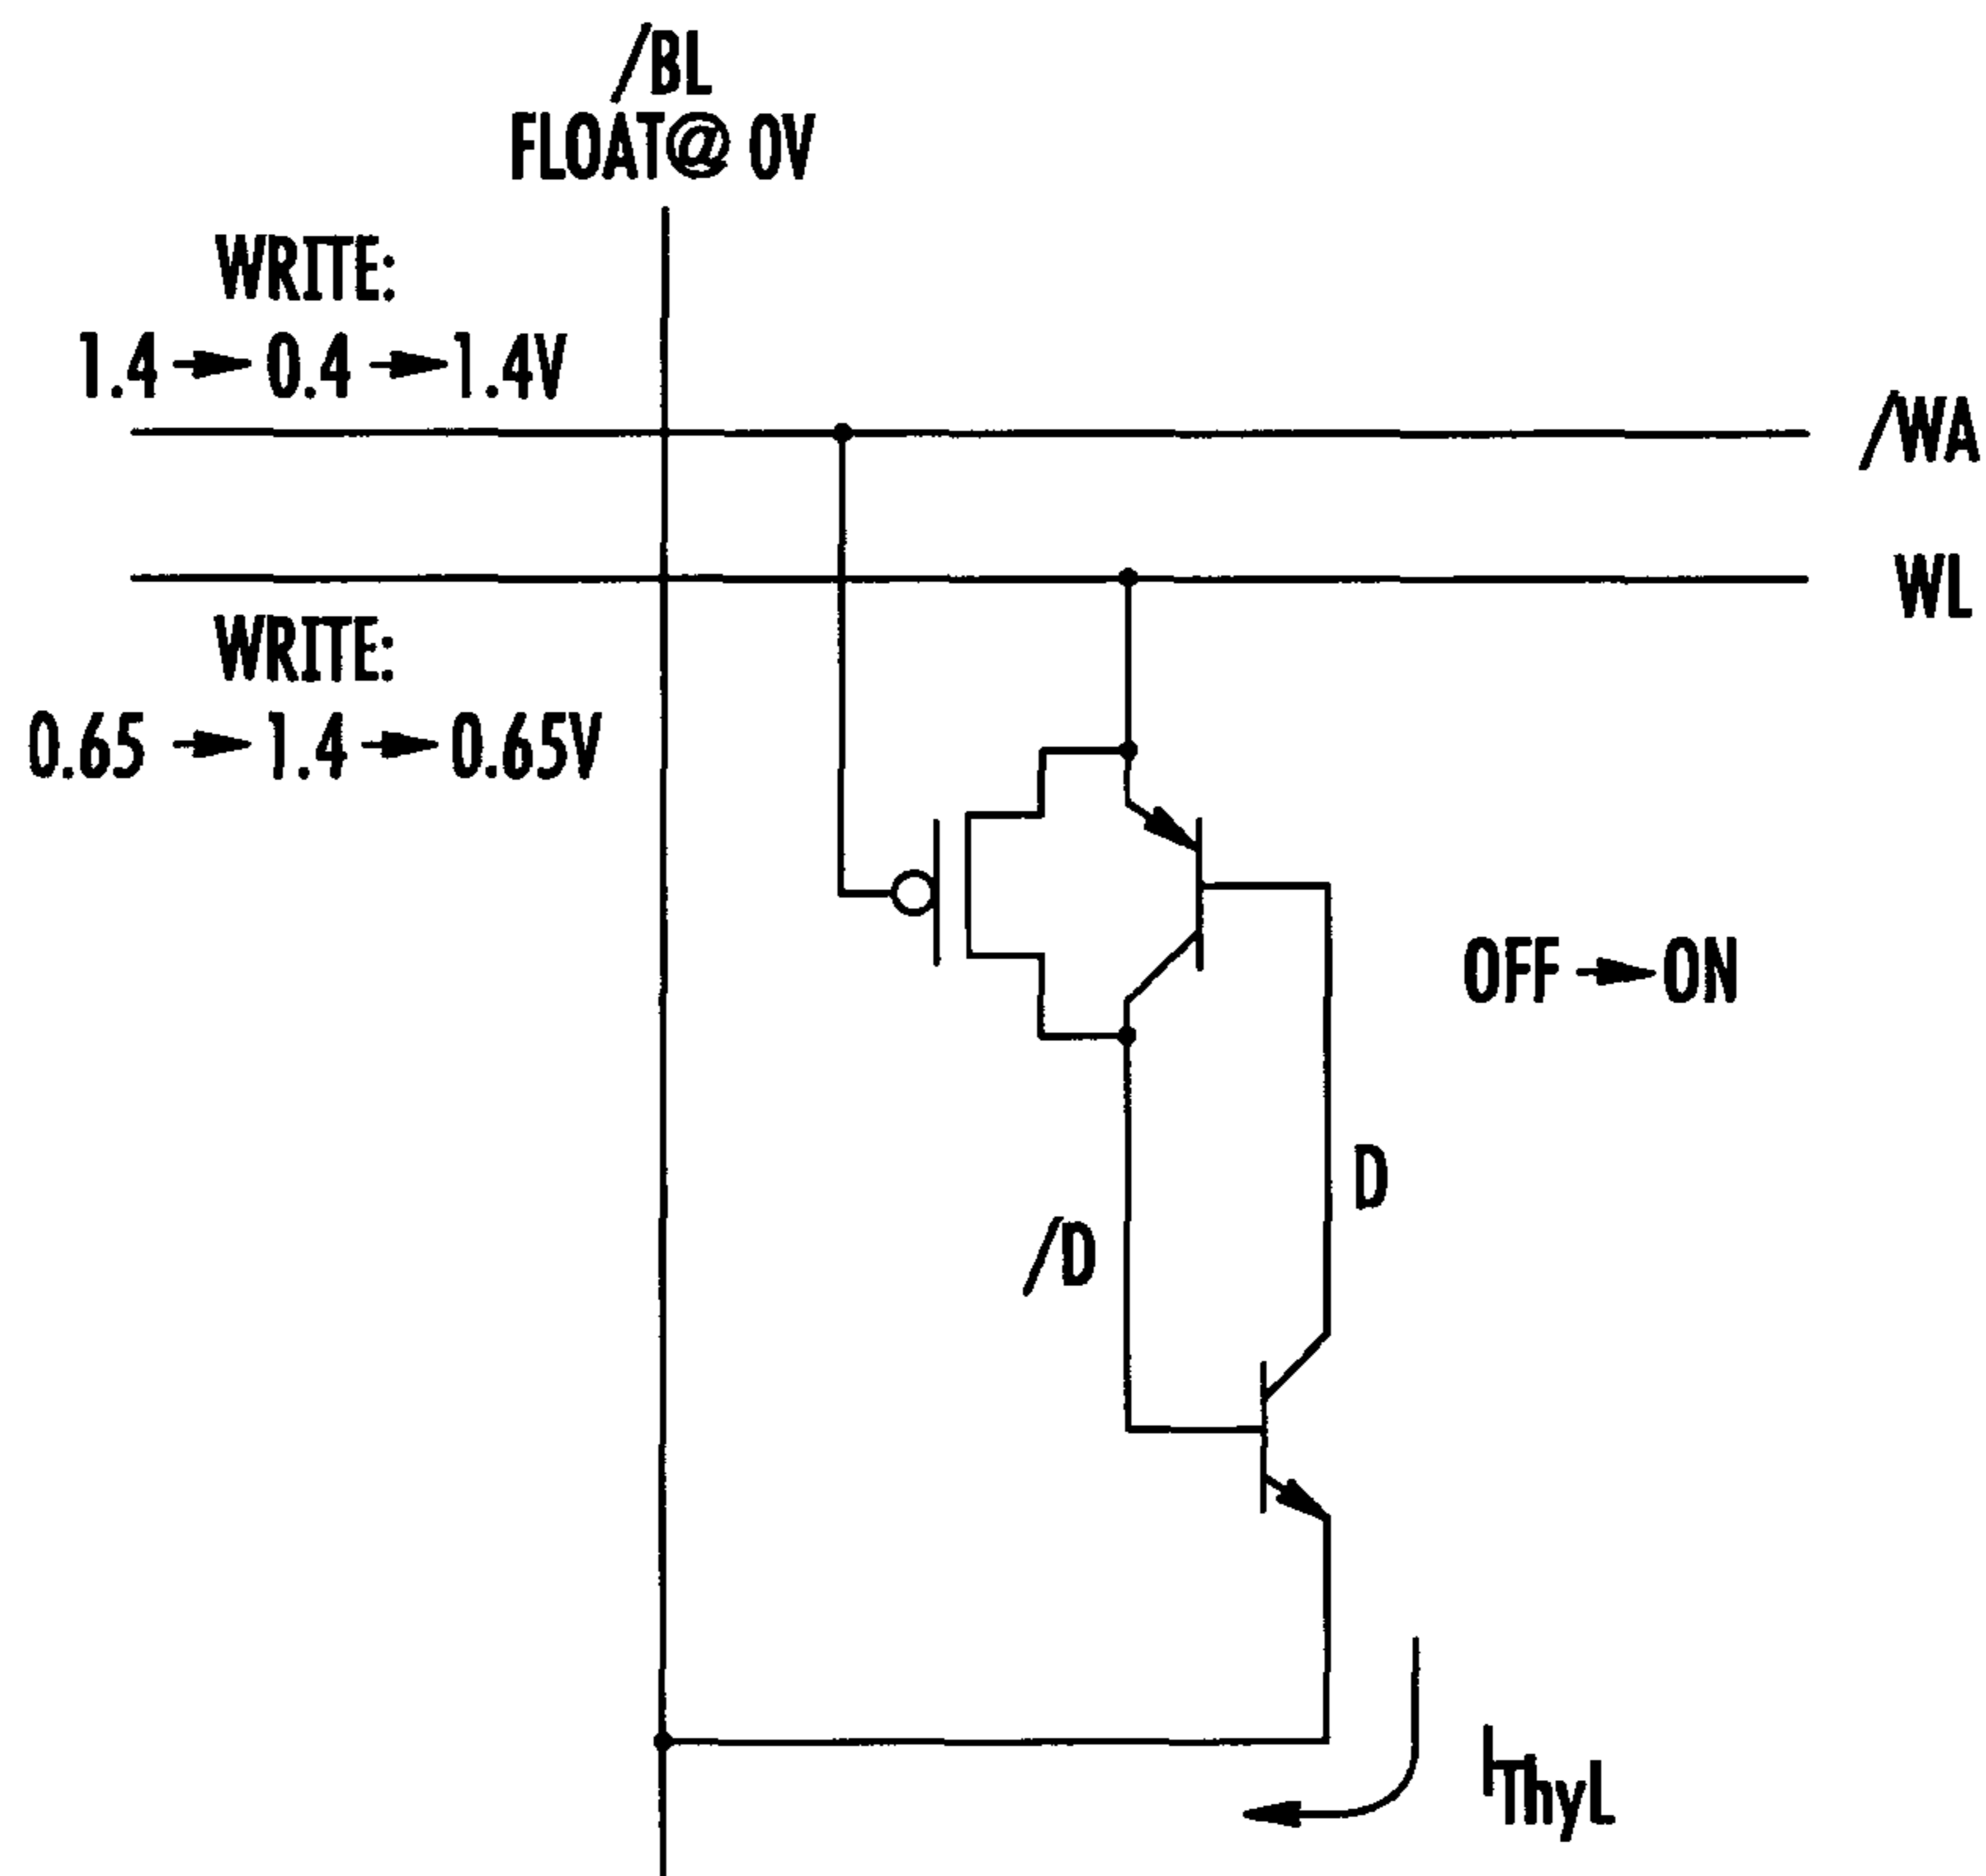 /BL
FLOAT@ 0V
WRITE:
1.4 → 0.4 → 1.4V
/WA
WL
WRITE:
0.65 → 1.4 → 0.65V
OFF → ON
D
/D
IThyL